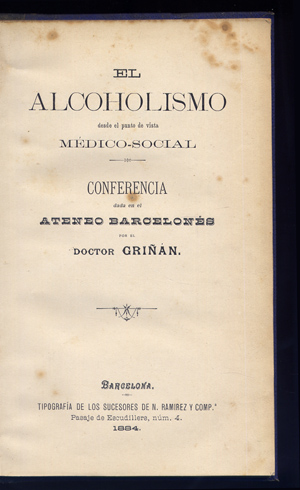 EL
ALCOHOLISMO
desde el punto de vista
MÉDICO-SOCIAL
CONFERENCIA
dada en el
ATENEO BARCELONÉS
POR EL
DOCTOR GRIÑÁN.
BARCELONA.
TIPOGRAFÍA DE LOS SUCESORES DE N. RAMIREZ Y COMP.ª
Pasaje de Escudillers, núm. 4.
1884.